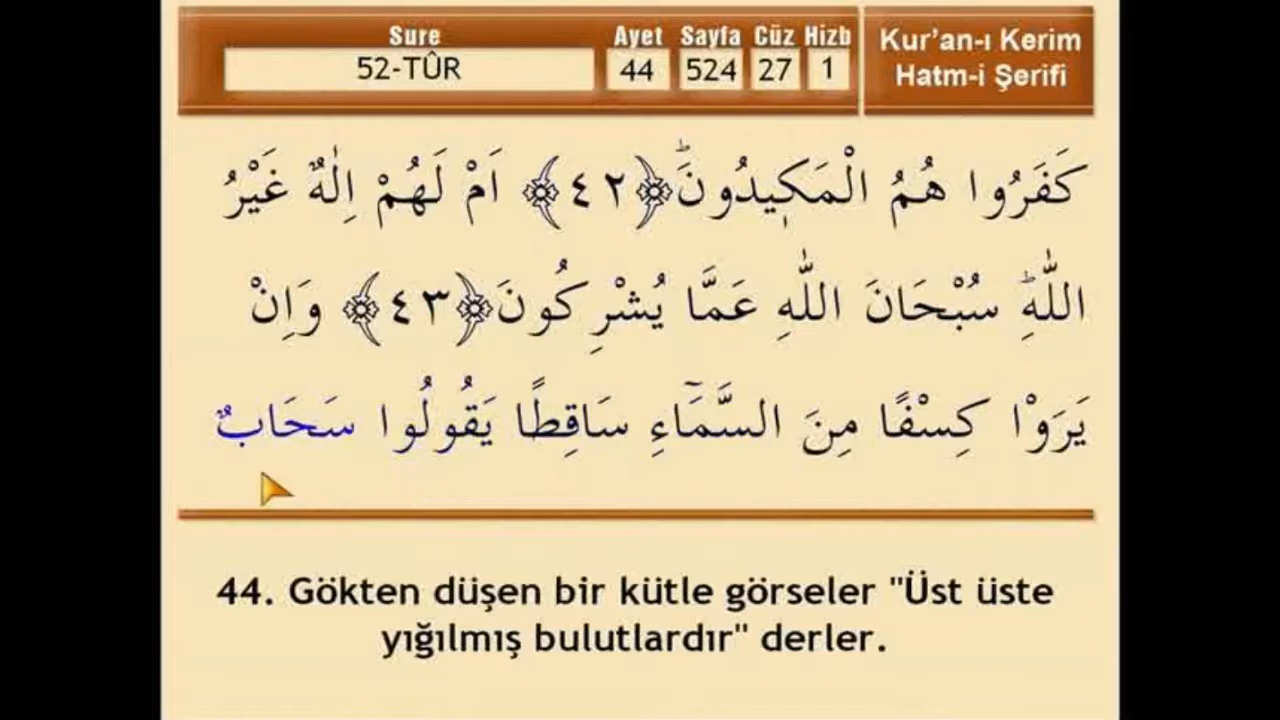 Sure Ayet Sayfa Cüz Hizb
52-TÛR 44 524 27 1
Kur'an-ı Kerim
Hatm-i Şerifi
كَفَرُوا هُمُ الْمَكٖيدُونَؕ ﴿٤٢﴾ اَمْ لَهُمْ اِلٰهٌ غَيْرُ
اللّٰهِؕ سُبْحَانَ اللّٰهِ عَمَّا يُشْرِكُونَ ﴿٤٣﴾ وَاِنْ
يَرَوْا كِسْفًا مِنَ السَّمَٓاءِ سَاقِطًا يَقُولُوا سَحَابٌ
44. Gökten düşen bir kütle görseler "Üst üste
yığılmış bulutlardır" derler.